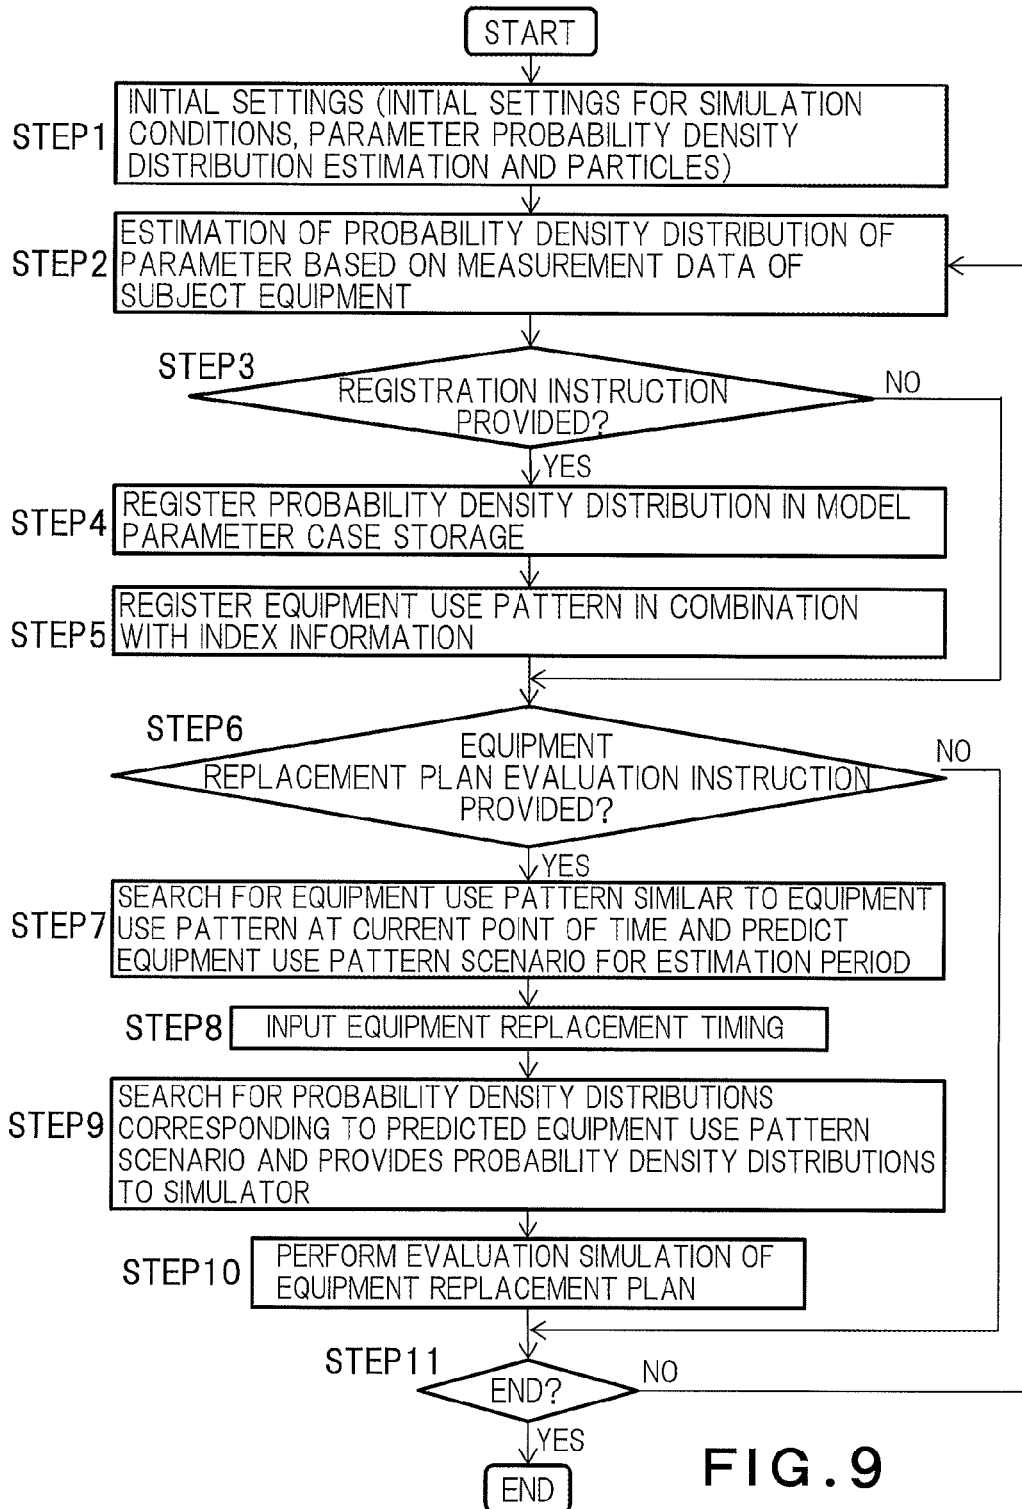 START
STEP1
INITIAL SETTINGS (INITIAL SETTINGS FOR SIMULATION
CONDITIONS, PARAMETER PROBABILITY DENSITY
DISTRIBUTION ESTIMATION AND PARTICLES)
STEP2
ESTIMATION OF PROBABILITY DENSITY DISTRIBUTION OF
PARAMETER BASED ON MEASUREMENT DATA OF
SUBJECT EQUIPMENT
STEP3
REGISTRATION INSTRUCTION
PROVIDED?
NO
YES
STEP4
REGISTER PROBABILITY DENSITY DISTRIBUTION IN MODEL
PARAMETER CASE STORAGE
STEP5
REGISTER EQUIPMENT USE PATTERN IN COMBINATION
WITH INDEX INFORMATION
STEP6
EQUIPMENT
REPLACEMENT PLAN EVALUATION INSTRUCTION
PROVIDED?
NO
YES
STEP7
SEARCH FOR EQUIPMENT USE PATTERN SIMILAR TO EQUIPMENT
USE PATTERN AT CURRENT POINT OF TIME AND PREDICT
EQUIPMENT USE PATTERN SCENARIO FOR ESTIMATION PERIOD
STEP8
INPUT EQUIPMENT REPLACEMENT TIMING
STEP9
SEARCH FOR PROBABILITY DENSITY DISTRIBUTIONS
CORRESPONDING TO PREDICTED EQUIPMENT USE PATTERN
SCENARIO AND PROVIDES PROBABILITY DENSITY DISTRIBUTIONS
TO SIMULATOR
STEP10
PERFORM EVALUATION SIMULATION OF
EQUIPMENT REPLACEMENT PLAN
STEP11
END?
NO
YES
END
FIG.9